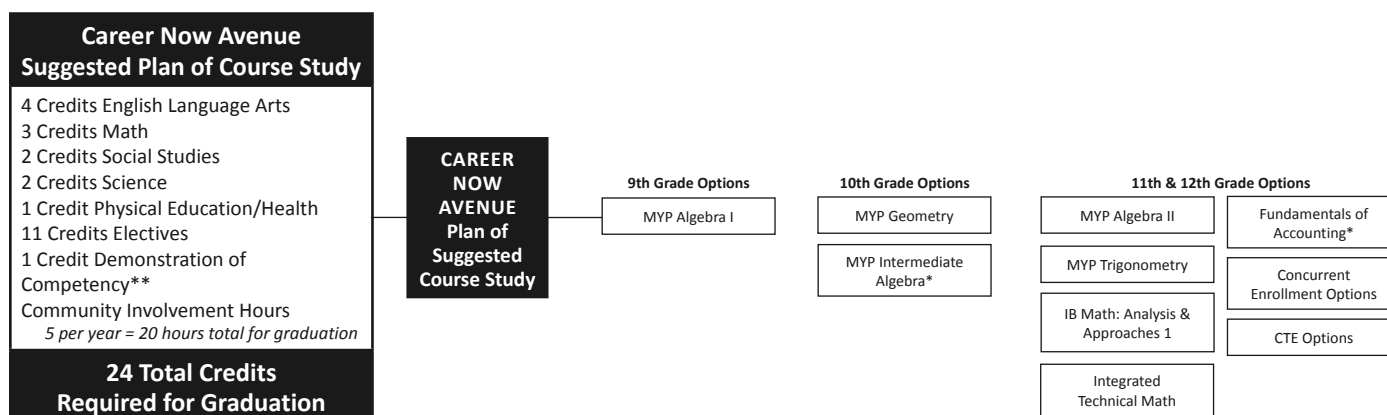 Career Now Avenue
Suggested Plan of Course Study
4 Credits English Language Arts
3 Credits Math
2 Credits Social Studies
2 Credits Science
1 Credit Physical Education/Health
11 Credits Electives
1 Credit Demonstration of
Competency**
Community Involvement Hours
5 per year = 20 hours total for graduation
24 Total Credits
Required for Graduation
CAREER
NOW
AVENUE
Plan of
Suggested
Course Study
9th Grade Options
MYP Algebra I
10th Grade Options
MYP Geometry
MYP Intermediate
Algebra*
11th & 12th Grade Options
MYP Algebra II
MYP Trigonometry
IB Math: Analysis &
Approaches 1
Integrated
Technical Math
Fundamentals of
Accounting*
Concurrent
Enrollment Options
CTE Options